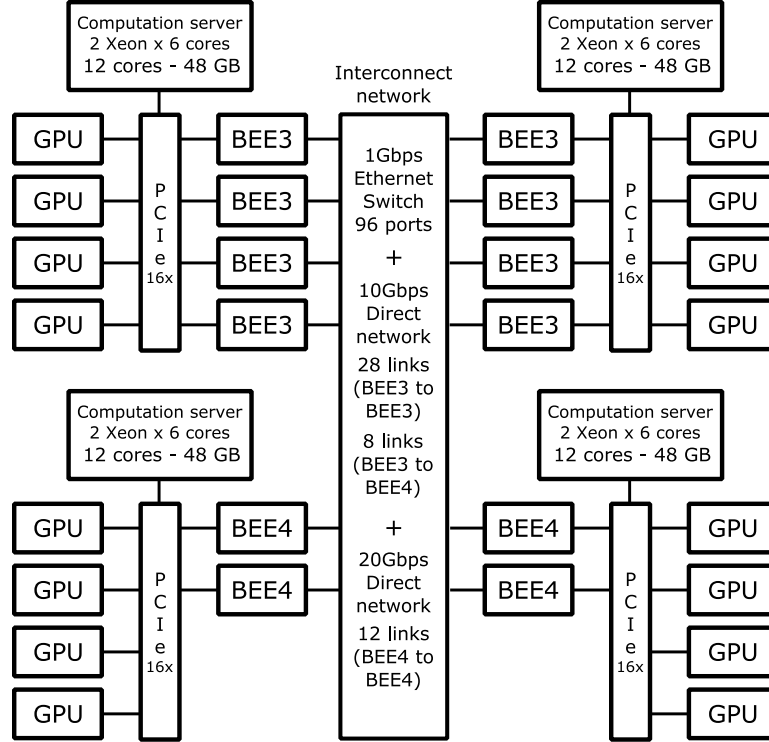 Computation server
2 Xeon x 6 cores
12 cores - 48 GB
GPU
GPU
GPU
GPU
P
C
I
e
16x
BEE3
BEE3
BEE3
BEE3
Interconnect
network
1Gbps
Ethernet
Switch
96 ports
+
10Gbps
Direct
network
28 links
(BEE3 to
BEE3)
8 links
(BEE3 to
BEE4)
+
20Gbps
Direct
network
12 links
(BEE4 to
BEE4)
Computation server
2 Xeon x 6 cores
12 cores - 48 GB
BEE3
BEE3
BEE3
BEE3
P
C
I
e
16x
GPU
GPU
GPU
GPU
Computation server
2 Xeon x 6 cores
12 cores - 48 GB
GPU
GPU
GPU
GPU
P
C
I
e
16x
BEE4
BEE4
Computation server
2 Xeon x 6 cores
12 cores - 48 GB
BEE4
BEE4
P
C
I
e
16x
GPU
GPU
GPU
GPU